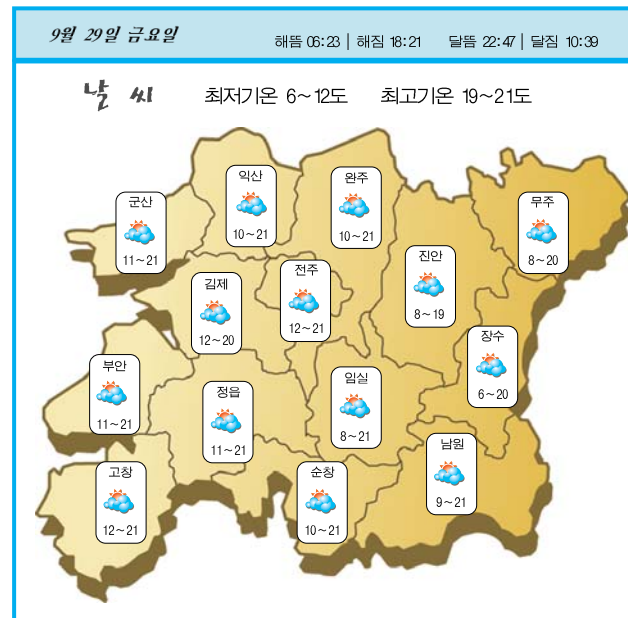 9월 29일 금요일
해뜸 06:23 | 해짐 18:21 달뜸 22:47 | 달짐 10:39
날 씨 최저기온 6~12도 최고기온 19~21도
익산
10~21
완주
10~21
군산
11~21
무주
8~20
진안
8~19
전주
12~21
김제
12~20
장수
6~20
부안
11~21
임실
8~21
정읍
11~21
남원
9~21
고창
12~21
순창
10~21